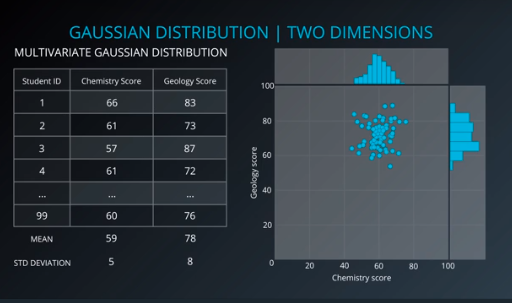 GAUSSIAN DISTRIBUTION | TWO DIMENSIONS
MULTIVARIATE GAUSSIAN DISTRIBUTION
Student ID Chemistry Score Geology Score
1 66 83
2 61 73
3 57 87
4 61 72
... ... ...
99 60 76
MEAN 59 78
STD DEVIATION 5 8
100
80
60
40
20
0 20 40 60 80 100
Geology score
Chemistry score